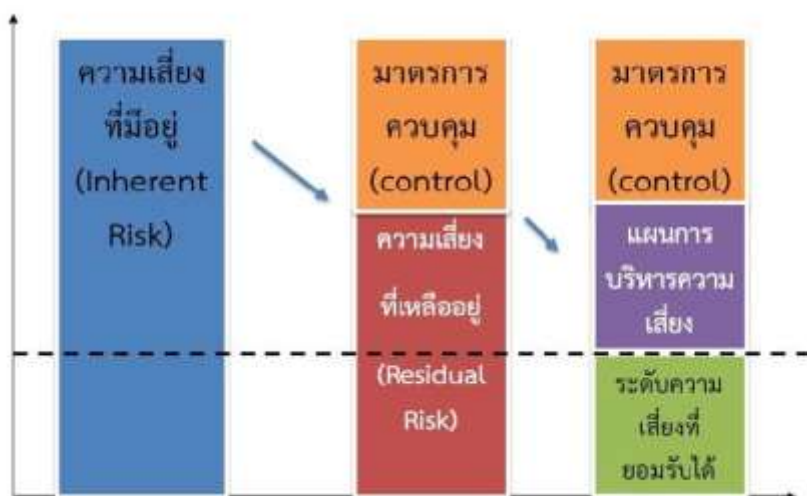 ความเสี่ยง
ที่มีอยู่
(Inherent
Risk)
มาตรการ
ควบคุม
(control)
ความเสี่ยง
ที่เหลืออยู่
(Residual
Risk)
มาตรการ
ควบคุม
(control)
แผนการ
บริหารความ
เสี่ยง
ระดับความ
เสี่ยงที่
ยอมรับได้